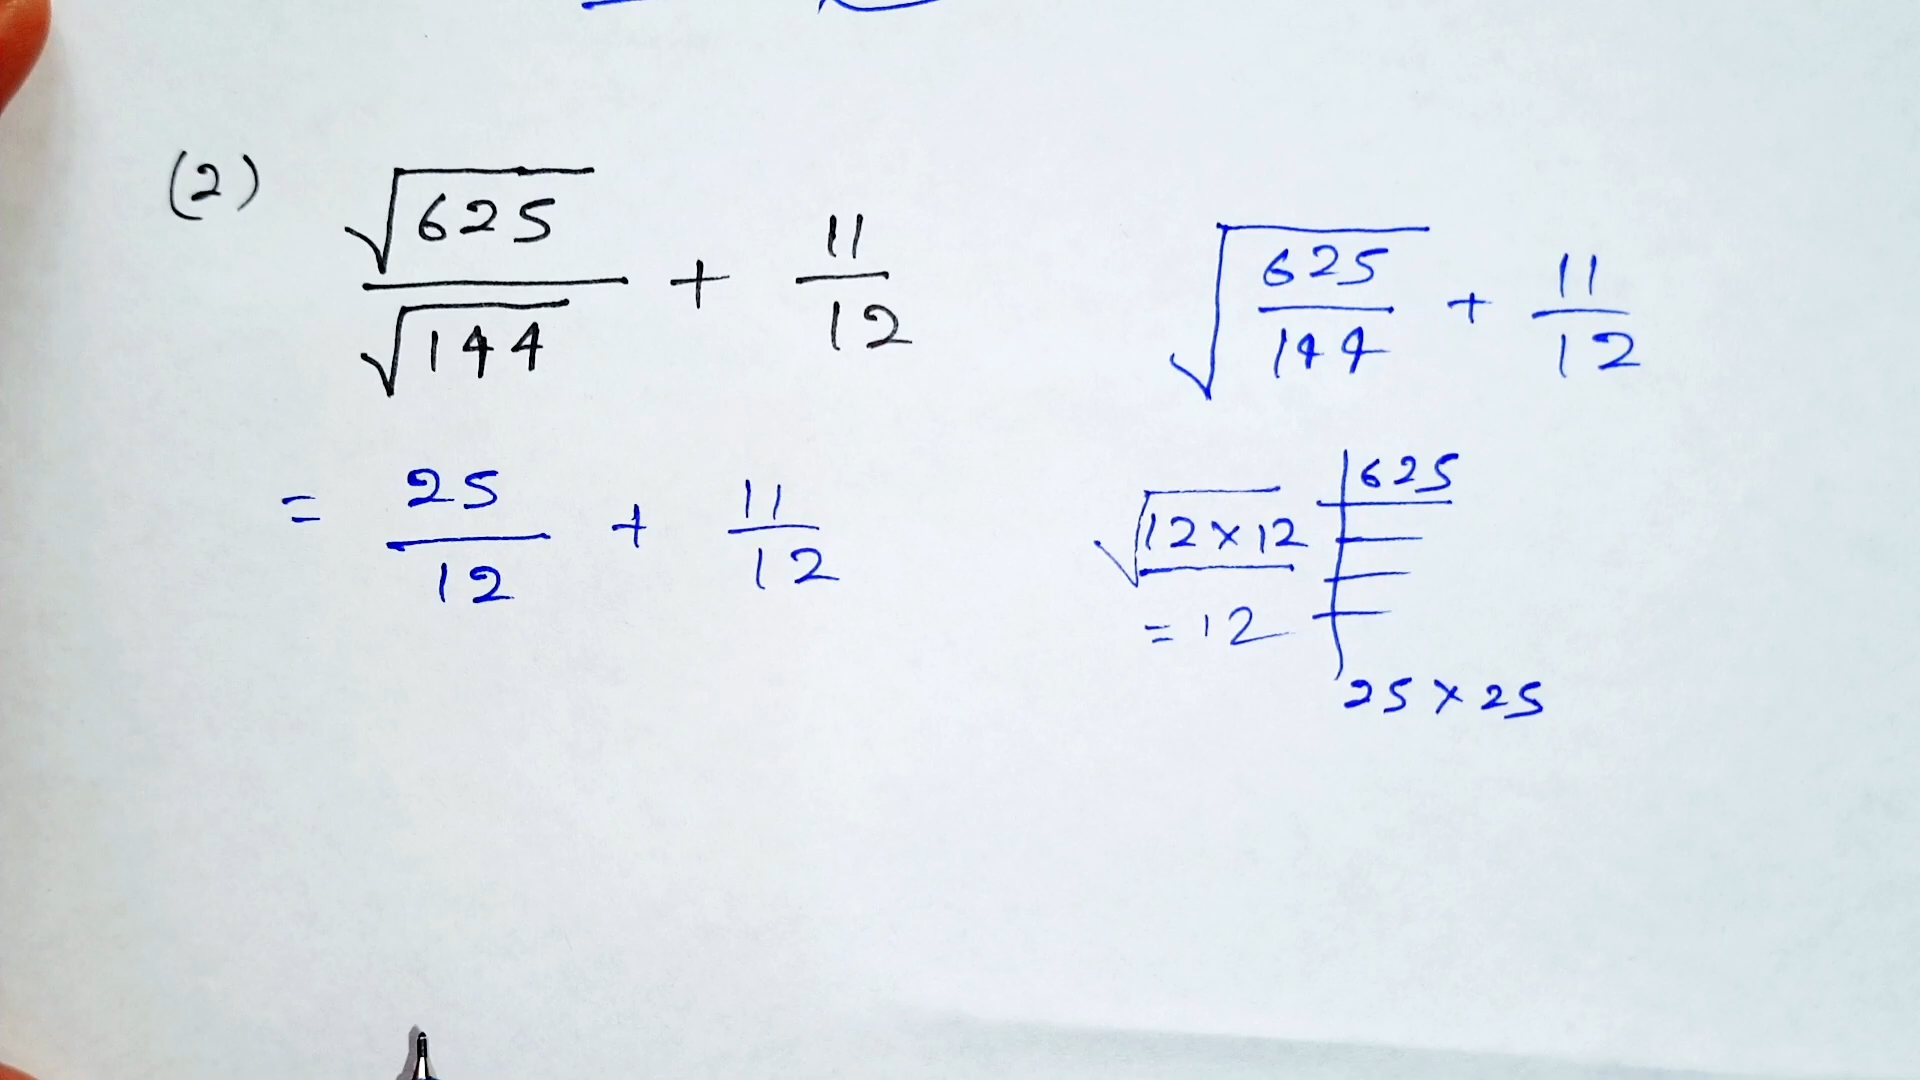 (2) √625 / √144 + 11/12
= 25/12 + 11/12
√(625/144) + 11/12
√(12×12)
= 12
625
25 × 25